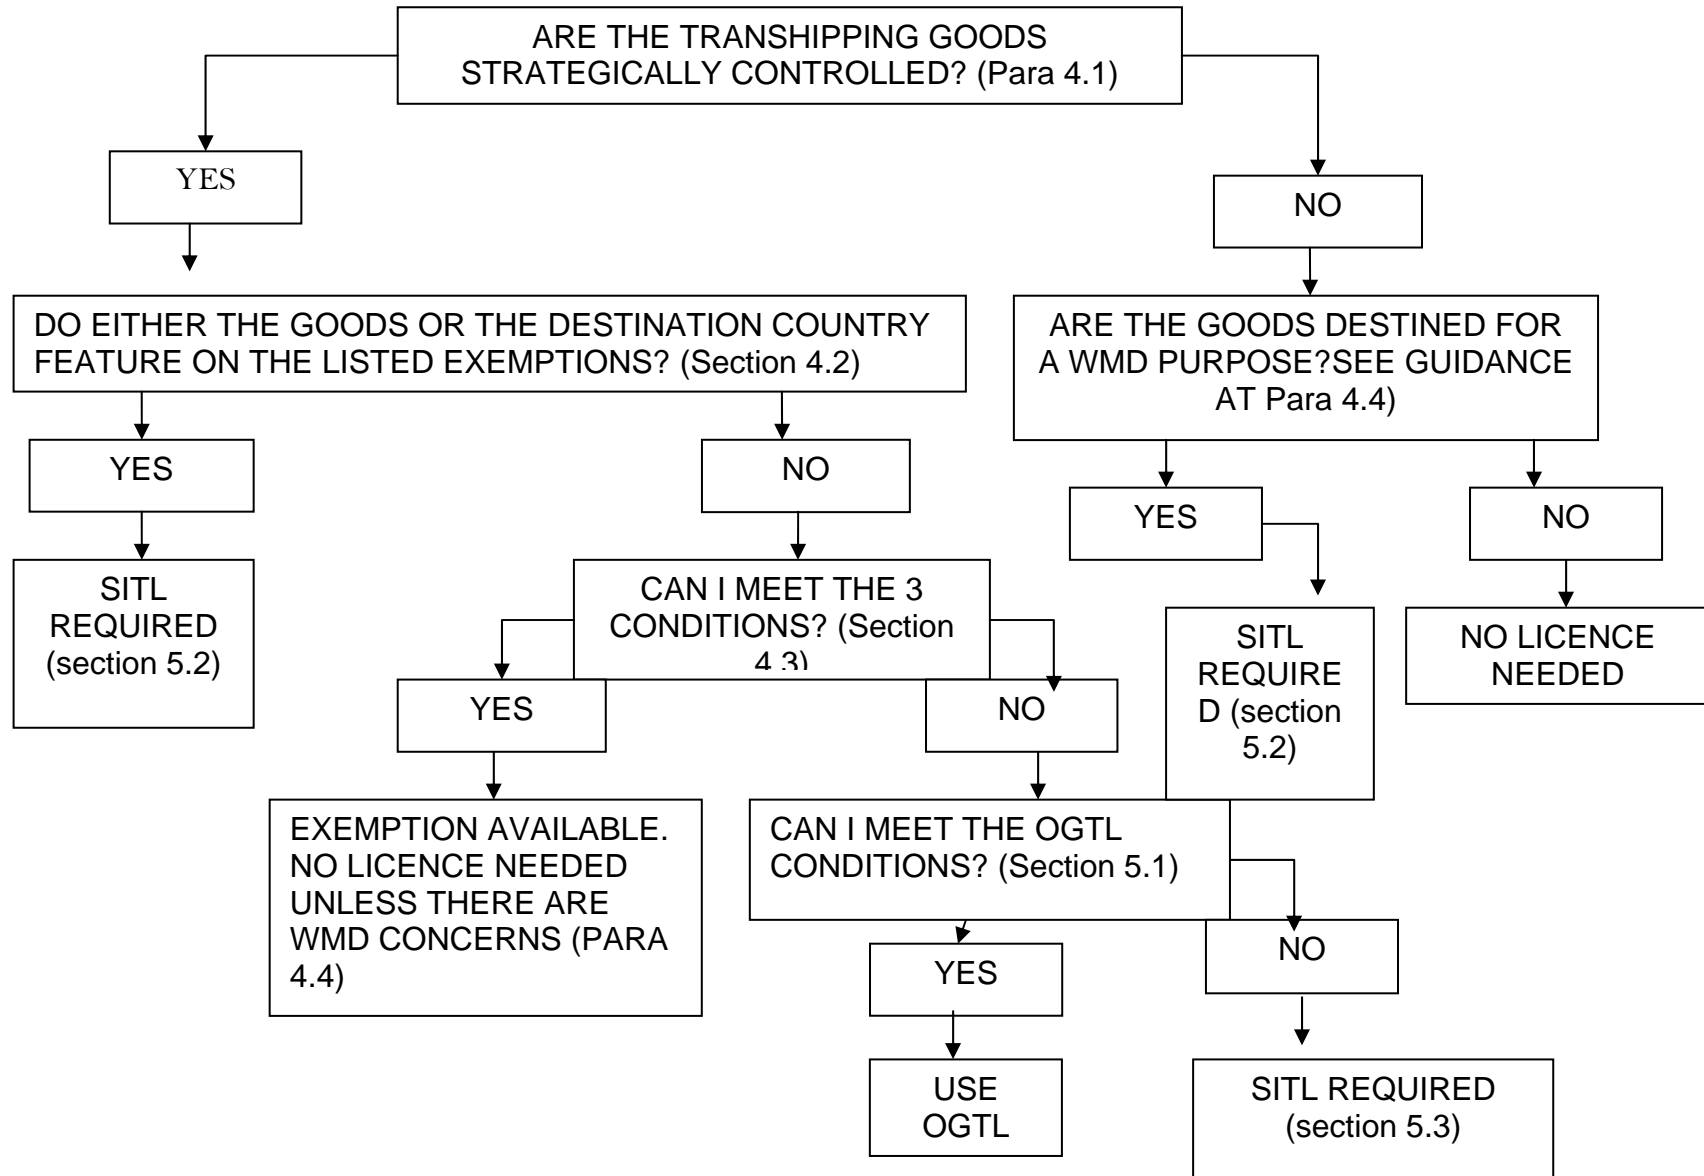 ARE THE TRANSHIPPING GOODS
STRATEGICALLY CONTROLLED? (Para 4.1)
YES
NO
DO EITHER THE GOODS OR THE DESTINATION COUNTRY
FEATURE ON THE LISTED EXEMPTIONS? (Section 4.2)
ARE THE GOODS DESTINED FOR
A WMD PURPOSE?SEE GUIDANCE
AT Para 4.4)
YES
NO
YES
NO
SITL
REQUIRED
(section 5.2)
CAN I MEET THE 3
CONDITIONS? (Section
4.3)
SITL
REQUIRE
D (section
5.2)
NO LICENCE
NEEDED
YES
NO
EXEMPTION AVAILABLE.
NO LICENCE NEEDED
UNLESS THERE ARE
WMD CONCERNS (PARA
4.4)
CAN I MEET THE OGTL
CONDITIONS? (Section 5.1)
YES
NO
USE
OGTL
SITL REQUIRED
(section 5.3)